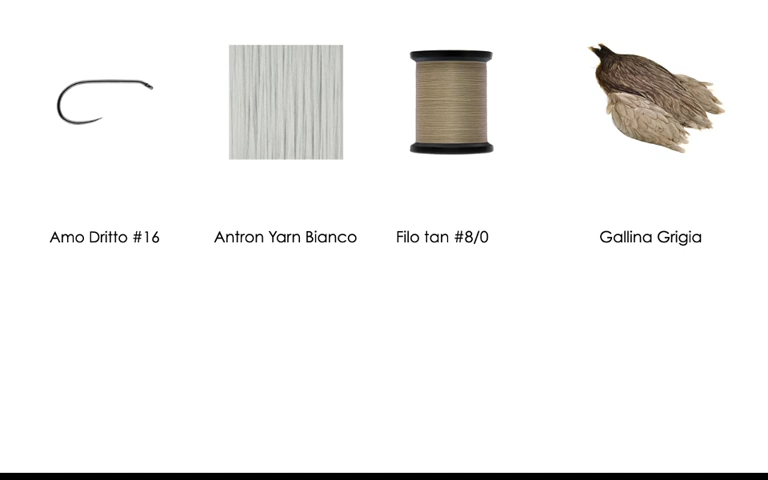 Amo Dritto #16
Antron Yarn Bianco
Filo tan #8/0
Gallina Grigia